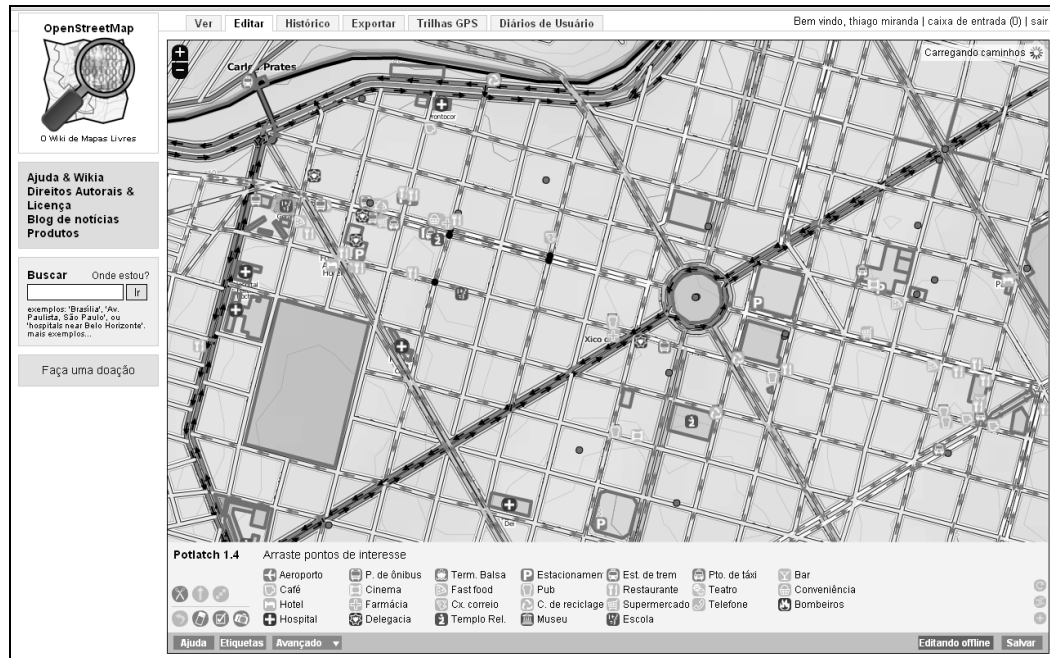 OpenStreetMap
O Wiki de Mapas Livres
Ajuda & Wikia
Direitos Autorais &
Licença
Blog de notícias
Produtos
Buscar Onde estou?
Ir
exemplos: 'Brasília', 'Av.
Paulista, São Paulo', ou
'hospitals near Belo Horizonte'.
mais exemplos...
Faça uma doação
Ver Editar Histórico Exportar Trilhas GPS Diários de Usuário
Bem vindo, thiago miranda | caixa de entrada (0) | sair
+
−
Carregando caminhos
Carlos Prates
Xico
Del
Potlatch 1.4 Arraste pontos de interesse
Aeroporto P. de ônibus Term. Balsa Estacionamen Est. de trem Pto. de táxi Bar
Café Cinema Fast food Pub Restaurante Teatro Conveniência
Hotel Farmácia Cx. correio C. de reciclage Supermercado Telefone Bombeiros
Hospital Delegacia Templo Rel. Museu Escola
Ajuda Etiquetas Avançado Editando offline Salvar